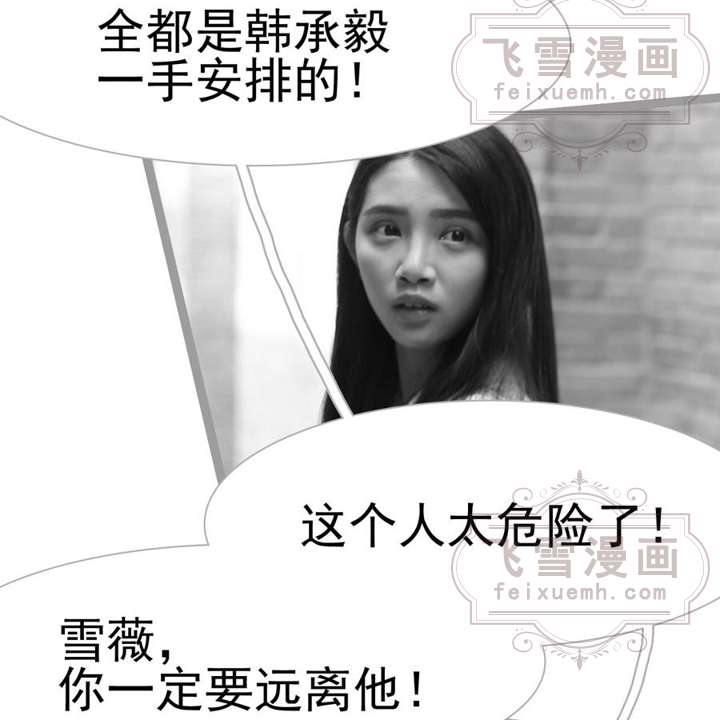 全都是韩承毅
一手安排的！
飞雪漫画
feixuemh.com
这个人太危险了！
飞雪漫画
feixuemh.com
雪薇，
你一定要远离他！